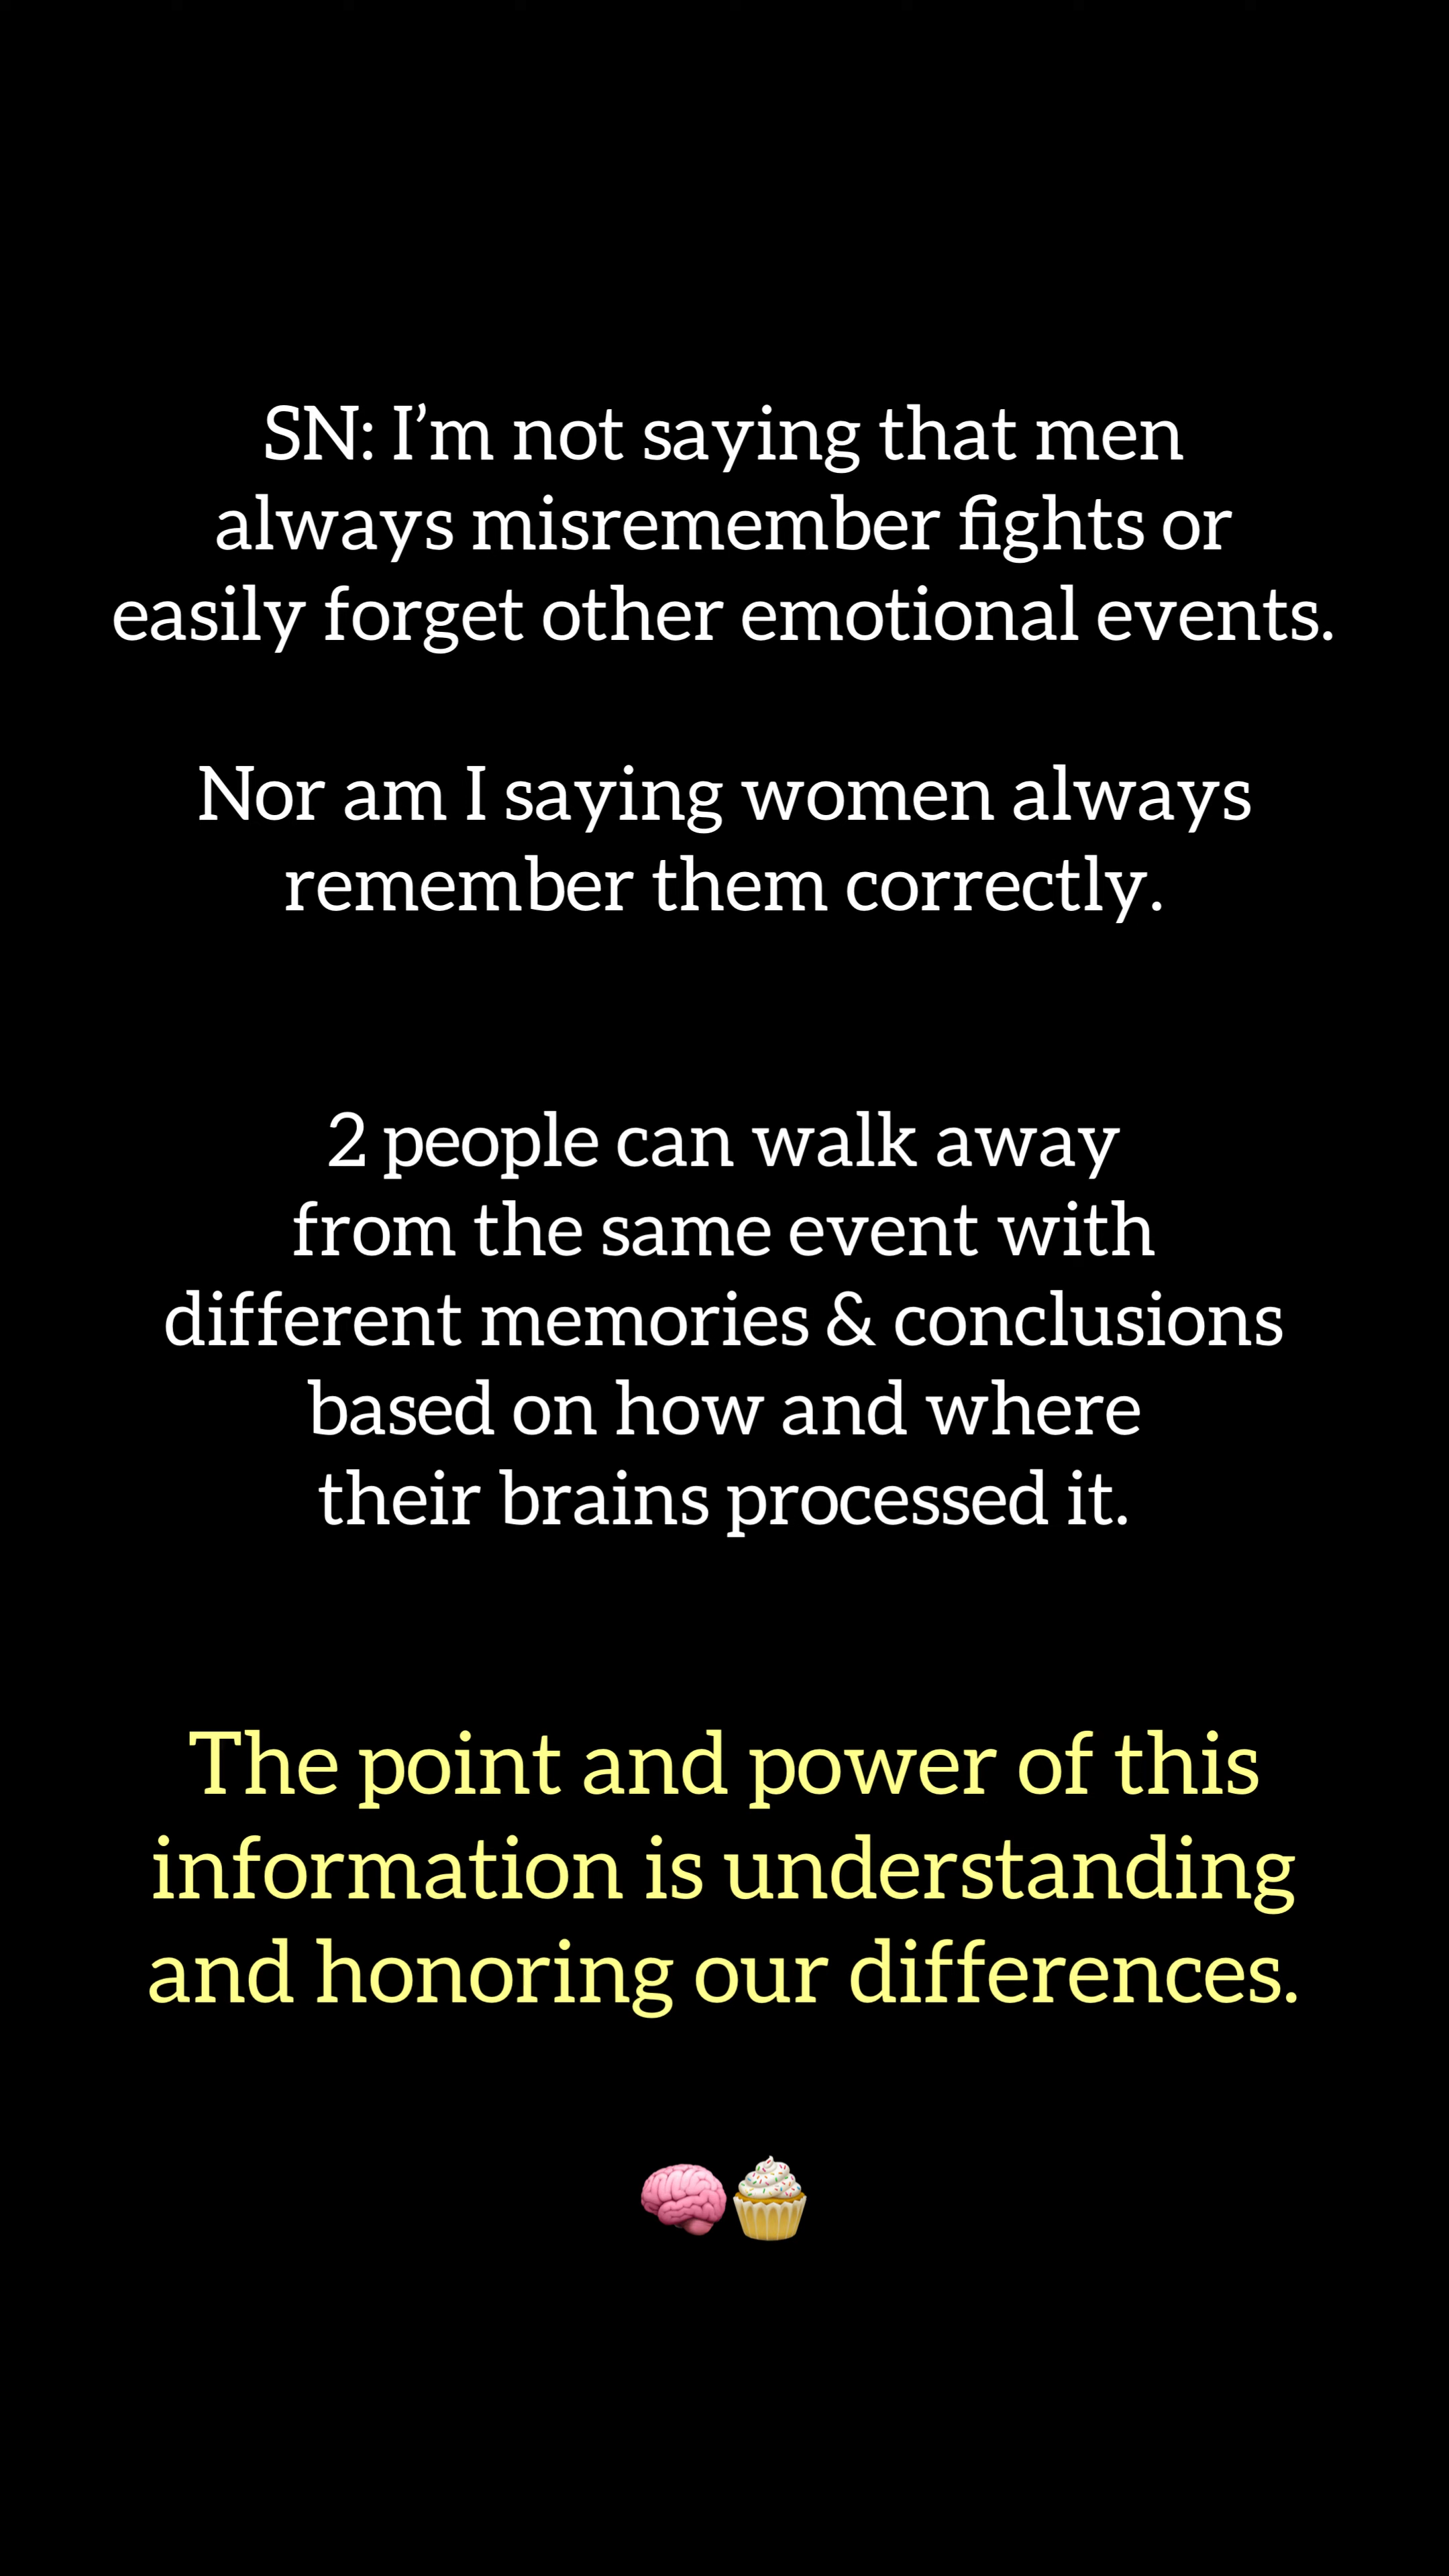 SN: I’m not saying that men
always misremember fights or
easily forget other emotional events.
Nor am I saying women always
remember them correctly.
2 people can walk away
from the same event with
different memories & conclusions
based on how and where
their brains processed it.
The point and power of this
information is understanding
and honoring our differences.